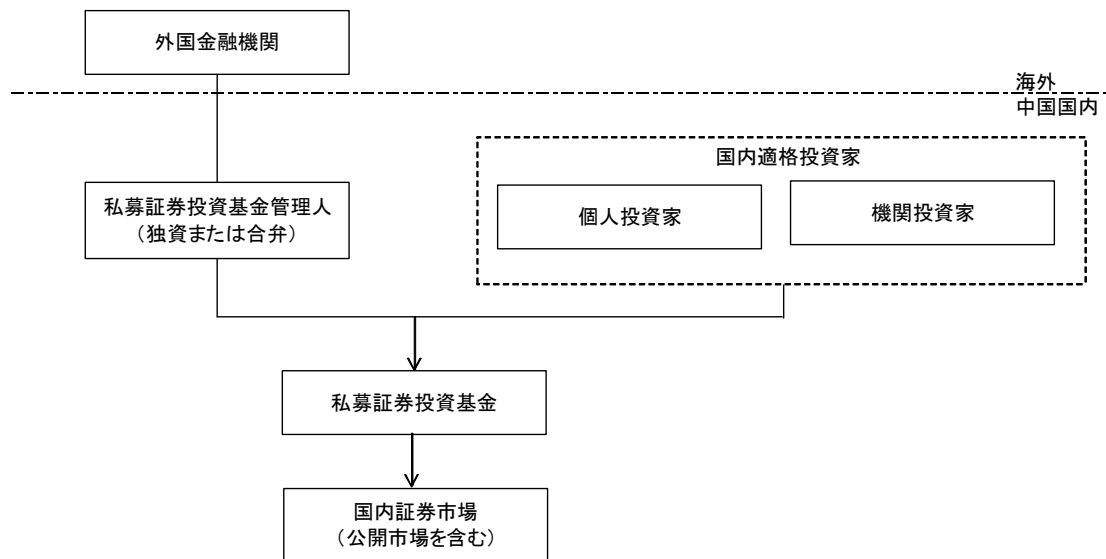 外国金融機関
海外
中国国内
国内適格投資家
私募証券投資基金管理人
(独資または合弁)
個人投資家
機関投資家
私募証券投資基金
国内証券市場
(公開市場を含む)